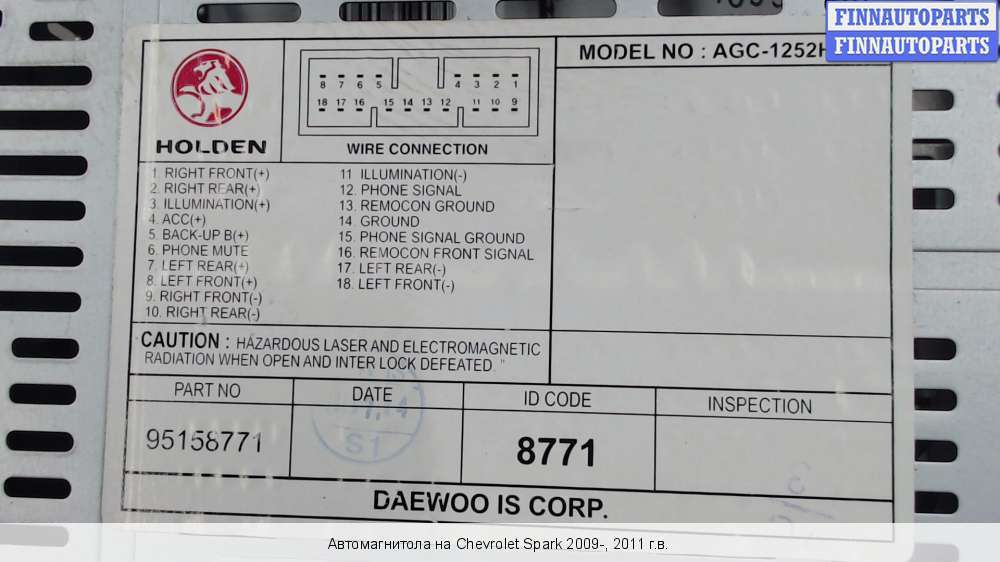 FINNAUTOPARTS
FINNAUTOPARTS
HOLDEN
8 7 6 5 4 3 2 1
18 17 16 15 14 13 12 11 10 9
WIRE CONNECTION
MODEL NO : AGC-1252H
1. RIGHT FRONT(+)
2. RIGHT REAR(+)
3. ILLUMINATION(+)
4. ACC(+)
5. BACK-UP B(+)
6. PHONE MUTE
7. LEFT REAR(+)
8. LEFT FRONT(+)
9. RIGHT FRONT(-)
10. RIGHT REAR(-)
11 ILLUMINATION(-)
12. PHONE SIGNAL
13. REMOCON GROUND
14. GROUND
15. PHONE SIGNAL GROUND
16. REMOCON FRONT SIGNAL
17. LEFT REAR(-)
18. LEFT FRONT(-)
CAUTION : HAZARDOUS LASER AND ELECTROMAGNETIC
RADIATION WHEN OPEN AND INTER LOCK DEFEATED. "
PART NO DATE ID CODE INSPECTION
95158771 8771
S1
DAEWOO IS CORP.
Автомагнитола на Chevrolet Spark 2009-, 2011 г.в.